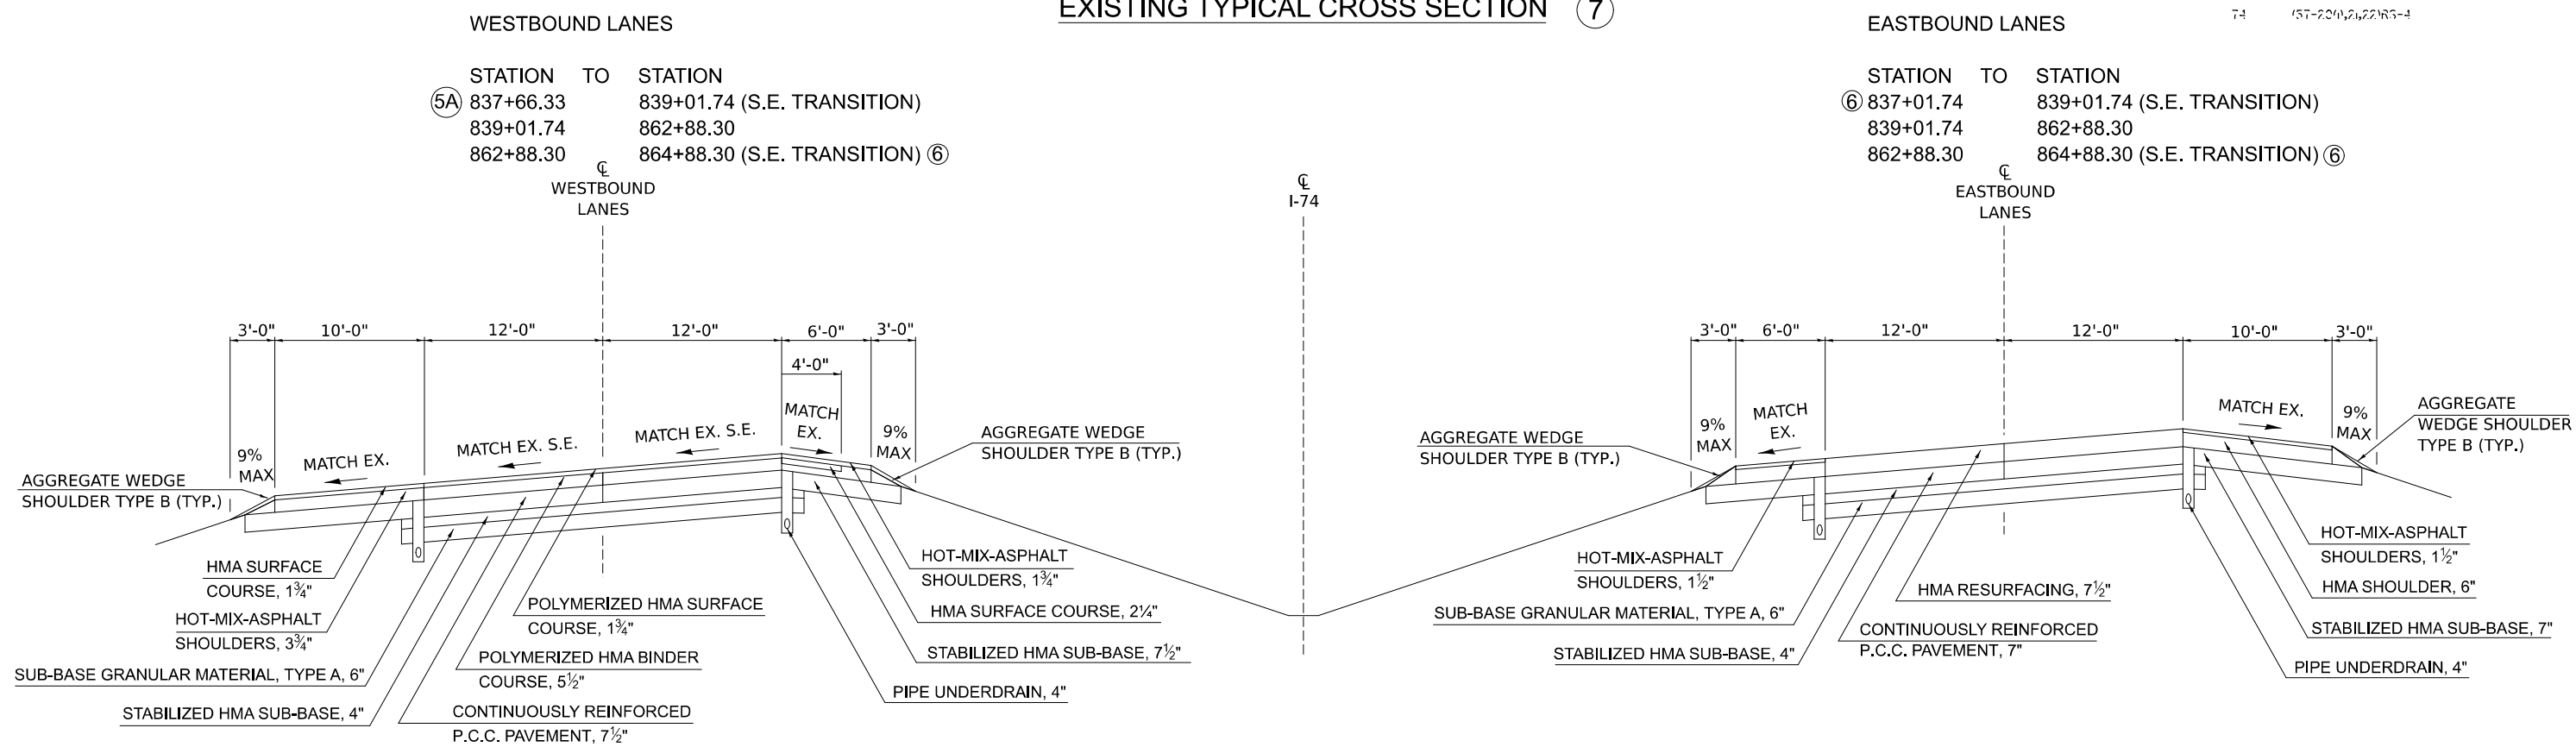 EXISTING TYPICAL CROSS SECTION 7
WESTBOUND LANES
STATION TO STATION
5A 837+66.33 839+01.74 (S.E. TRANSITION)
839+01.74 862+88.30
862+88.30 864+88.30 (S.E. TRANSITION) 6
EASTBOUND LANES
STATION TO STATION
6 837+01.74 839+01.74 (S.E. TRANSITION)
839+01.74 862+88.30
862+88.30 864+88.30 (S.E. TRANSITION) 6
℄
WESTBOUND
LANES
℄
I-74
℄
EASTBOUND
LANES
3'-0" 10'-0" 12'-0" 12'-0" 6'-0" 3'-0"
4'-0"
9%
MAX
MATCH EX.
MATCH EX. S.E.
MATCH EX. S.E.
MATCH
EX.
9%
MAX
AGGREGATE WEDGE
SHOULDER TYPE B (TYP.)
AGGREGATE WEDGE
SHOULDER TYPE B (TYP.)
HMA SURFACE
COURSE, 1¾"
HOT-MIX-ASPHALT
SHOULDERS, 3¾"
SUB-BASE GRANULAR MATERIAL, TYPE A, 6"
STABILIZED HMA SUB-BASE, 4"
POLYMERIZED HMA SURFACE
COURSE, 1¾"
POLYMERIZED HMA BINDER
COURSE, 5½"
CONTINUOUSLY REINFORCED
P.C.C. PAVEMENT, 7½"
HOT-MIX-ASPHALT
SHOULDERS, 1¾"
HMA SURFACE COURSE, 2¼"
STABILIZED HMA SUB-BASE, 7½"
PIPE UNDERDRAIN, 4"
3'-0" 6'-0" 12'-0" 12'-0" 10'-0" 3'-0"
9%
MAX
MATCH
EX.
MATCH EX.
9%
MAX
AGGREGATE WEDGE
SHOULDER TYPE B (TYP.)
AGGREGATE
WEDGE SHOULDER
TYPE B (TYP.)
HOT-MIX-ASPHALT
SHOULDERS, 1½"
SUB-BASE GRANULAR MATERIAL, TYPE A, 6"
STABILIZED HMA SUB-BASE, 4"
HMA RESURFACING, 7½"
CONTINUOUSLY REINFORCED
P.C.C. PAVEMENT, 7"
HOT-MIX-ASPHALT
SHOULDERS, 1½"
HMA SHOULDER, 6"
STABILIZED HMA SUB-BASE, 7"
PIPE UNDERDRAIN, 4"